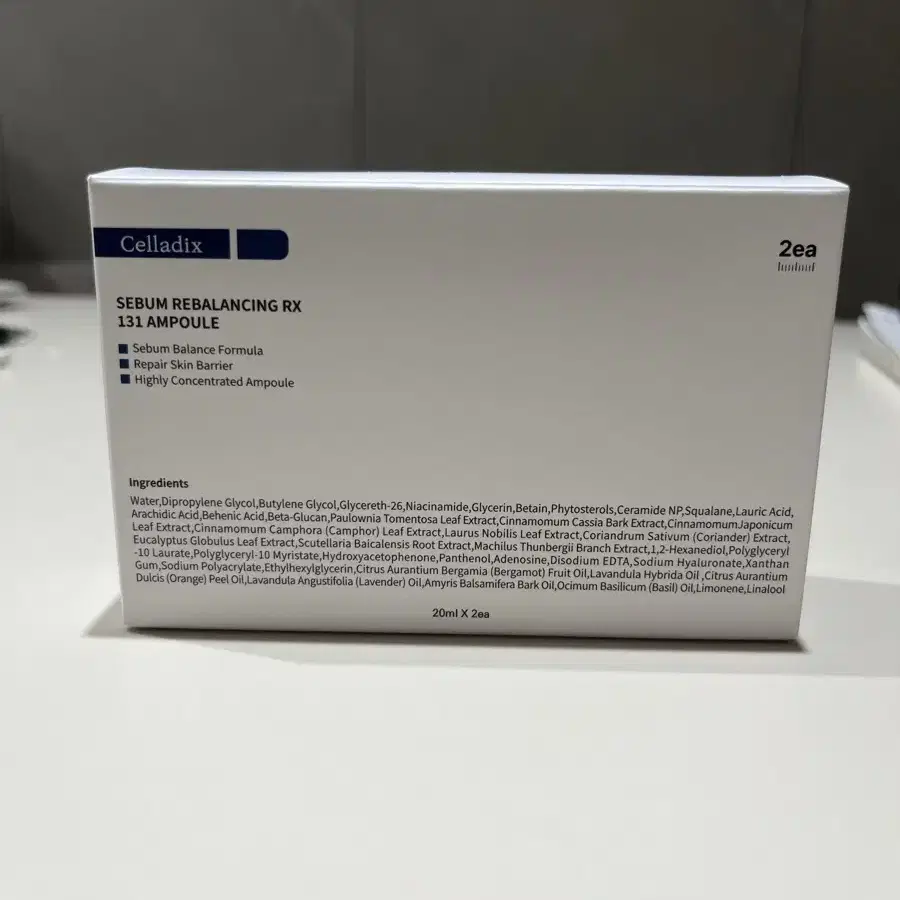 Celladix
2ea
SEBUM REBALANCING RX
131 AMPOULE
Sebum Balance Formula
Repair Skin Barrier
Highly Concentrated Ampoule
Ingredients
Water,Dipropylene Glycol,Butylene Glycol,Glycereth-26,Niacinamide,Glycerin,Betain,Phytosterols,Ceramide NP,Squalane,Lauric Acid,
Arachidic Acid,Behenic Acid,Beta-Glucan,Paulownia Tomentosa Leaf Extract,Cinnamomum Cassia Bark Extract,CinnamomumJaponicum
Leaf Extract,Cinnamomum Camphora (Camphor) Leaf Extract,Laurus Nobilis Leaf Extract,Coriandrum Sativum (Coriander) Extract,
Eucalyptus Globulus Leaf Extract,Scutellaria Baicalensis Root Extract,Machilus Thunbergii Branch Extract,1,2-Hexanediol,Polyglyceryl
-10 Laurate,Polyglyceryl-10 Myristate,Hydroxyacetophenone,Panthenol,Adenosine,Disodium EDTA,Sodium Hyaluronate,Xanthan
Gum,Sodium Polyacrylate,Ethylhexylglycerin,Citrus Aurantium Bergamia (Bergamot) Fruit Oil,Lavandula Hybrida Oil ,Citrus Aurantium
Dulcis (Orange) Peel Oil,Lavandula Angustifolia (Lavender) Oil,Amyris Balsamifera Bark Oil,Ocimum Basilicum (Basil) Oil,Limonene,Linalool
20ml X 2ea